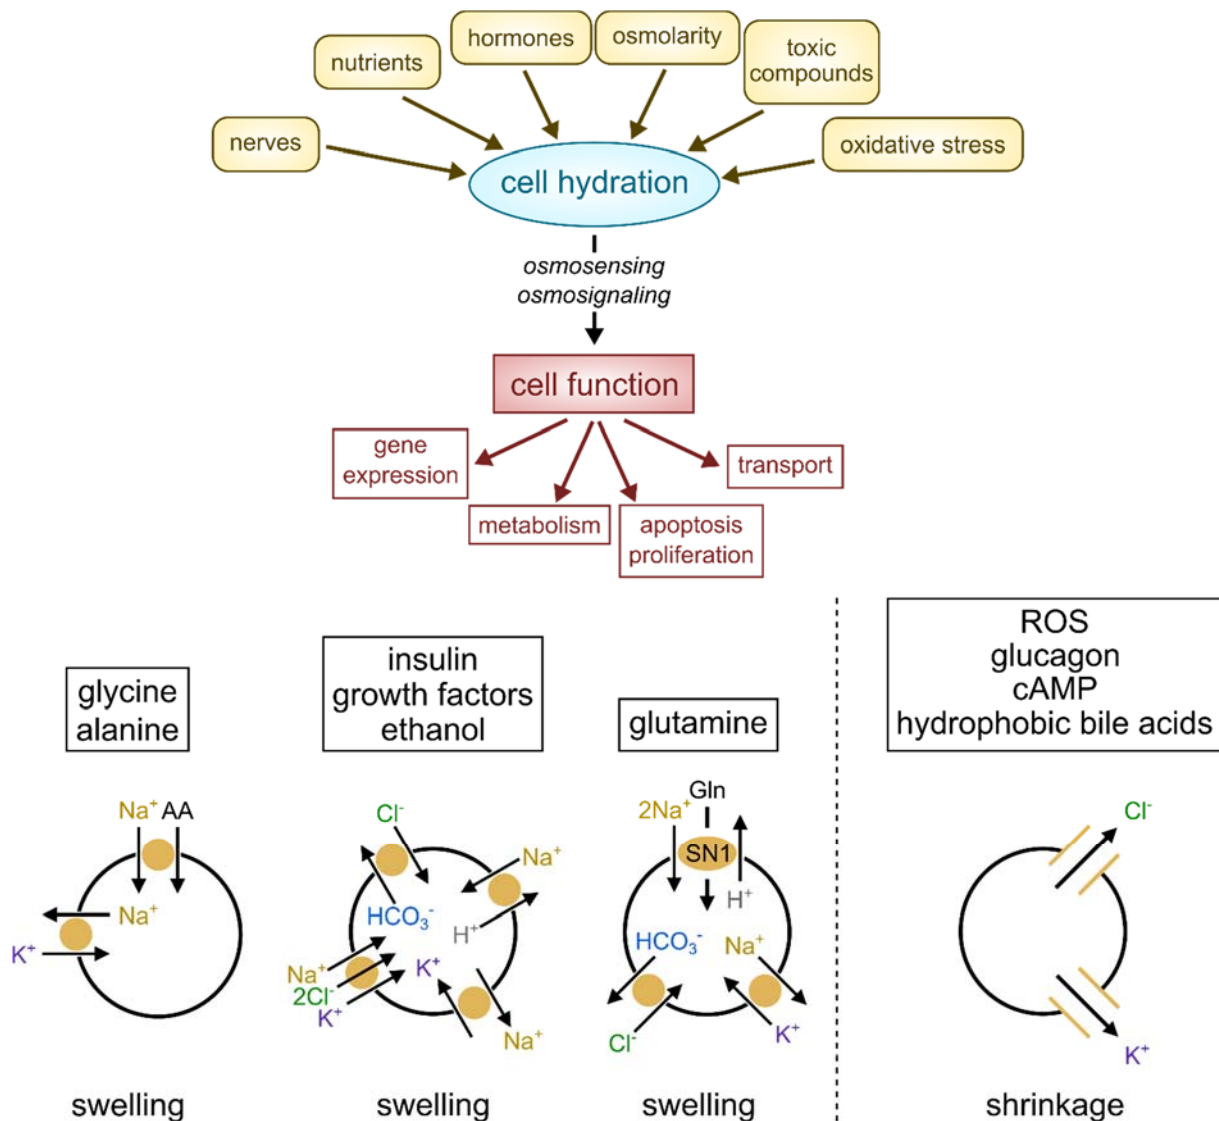 hormones
osmolarity
toxic
compounds
nutrients
nerves
oxidative stress
cell hydration
osmosensing
osmosignaling
cell function
gene
expression
transport
metabolism
apoptosis
proliferation
glycine
alanine
insulin
growth factors
ethanol
glutamine
ROS
glucagon
cAMP
hydrophobic bile acids
Na⁺ AA
Na⁺
K⁺
swelling
Cl⁻
Na⁺
HCO₃⁻
H⁺
Na⁺
2Cl⁻
K⁺
K⁺
Na⁺
swelling
Gln
2Na⁺
SN1
H⁺
HCO₃⁻
Na⁺
Cl⁻
K⁺
swelling
Cl⁻
K⁺
shrinkage